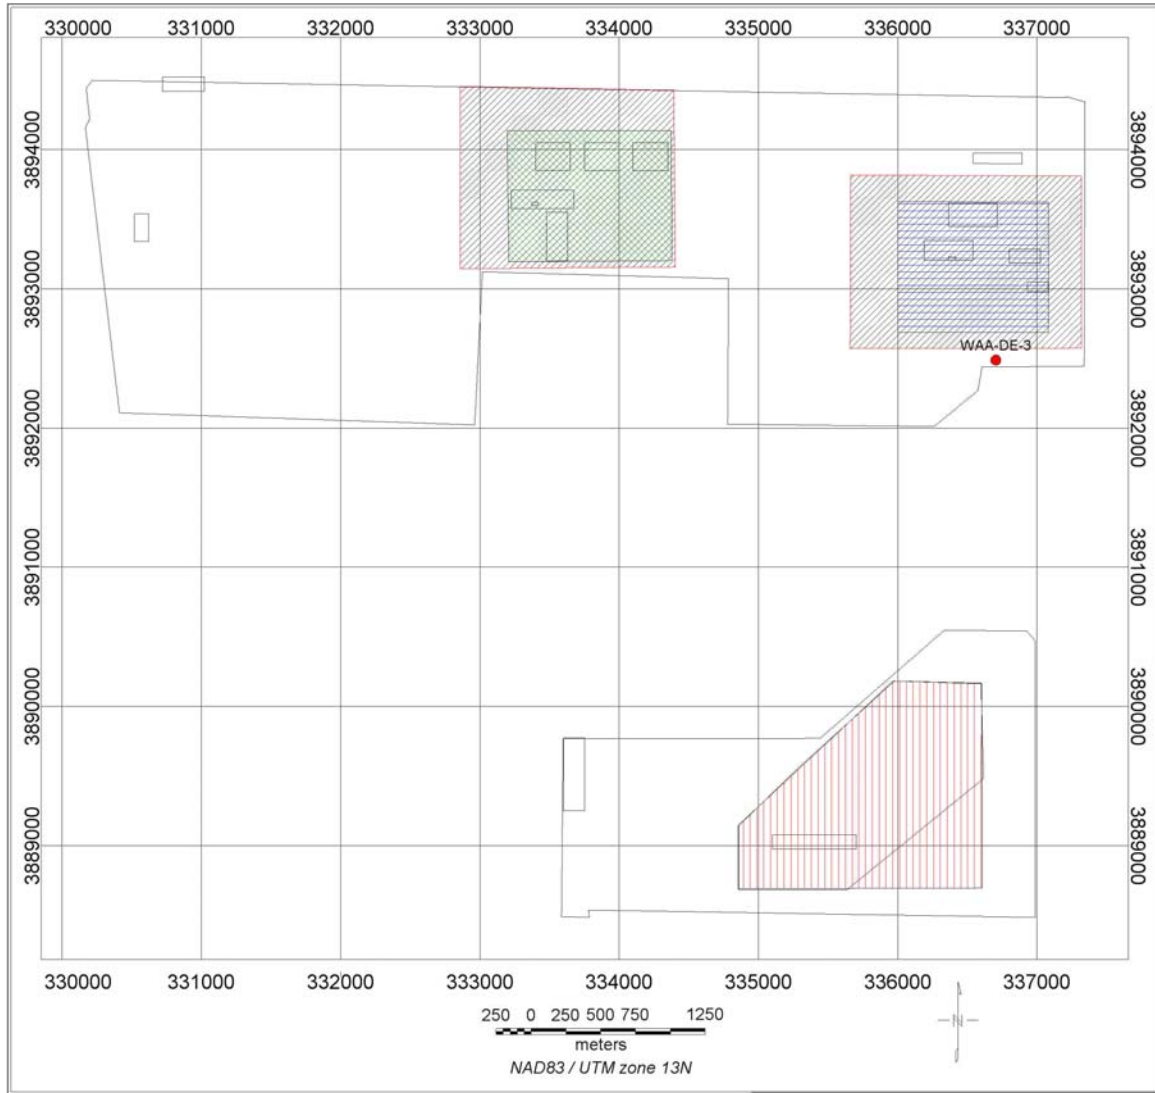 330000 331000 332000 333000 334000 335000 336000 337000
3894000 3894000
3893000 3893000
WAA-DE-3
3892000 3892000
3891000 3891000
3890000 3890000
3889000 3889000
330000 331000 332000 333000 334000 335000 336000 337000
250 0 250 500 750 1250
meters
NAD83 / UTM zone 13N
N